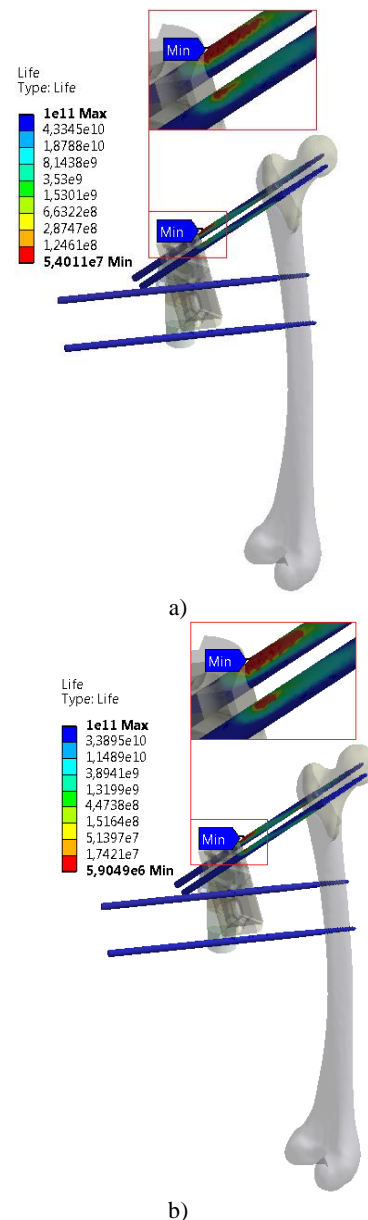 Min
Life
Type: Life
1e11 Max
4,3345e10
1,8788e10
8,1438e9
3,53e9
1,5301e9
6,6322e8
2,8747e8
1,2461e8
5,4011e7 Min
Min
a)
Min
Life
Type: Life
1e11 Max
3,3895e10
1,1489e10
3,8941e9
1,3199e9
4,4738e8
1,5164e8
5,1397e7
1,7421e7
5,9049e6 Min
Min
b)